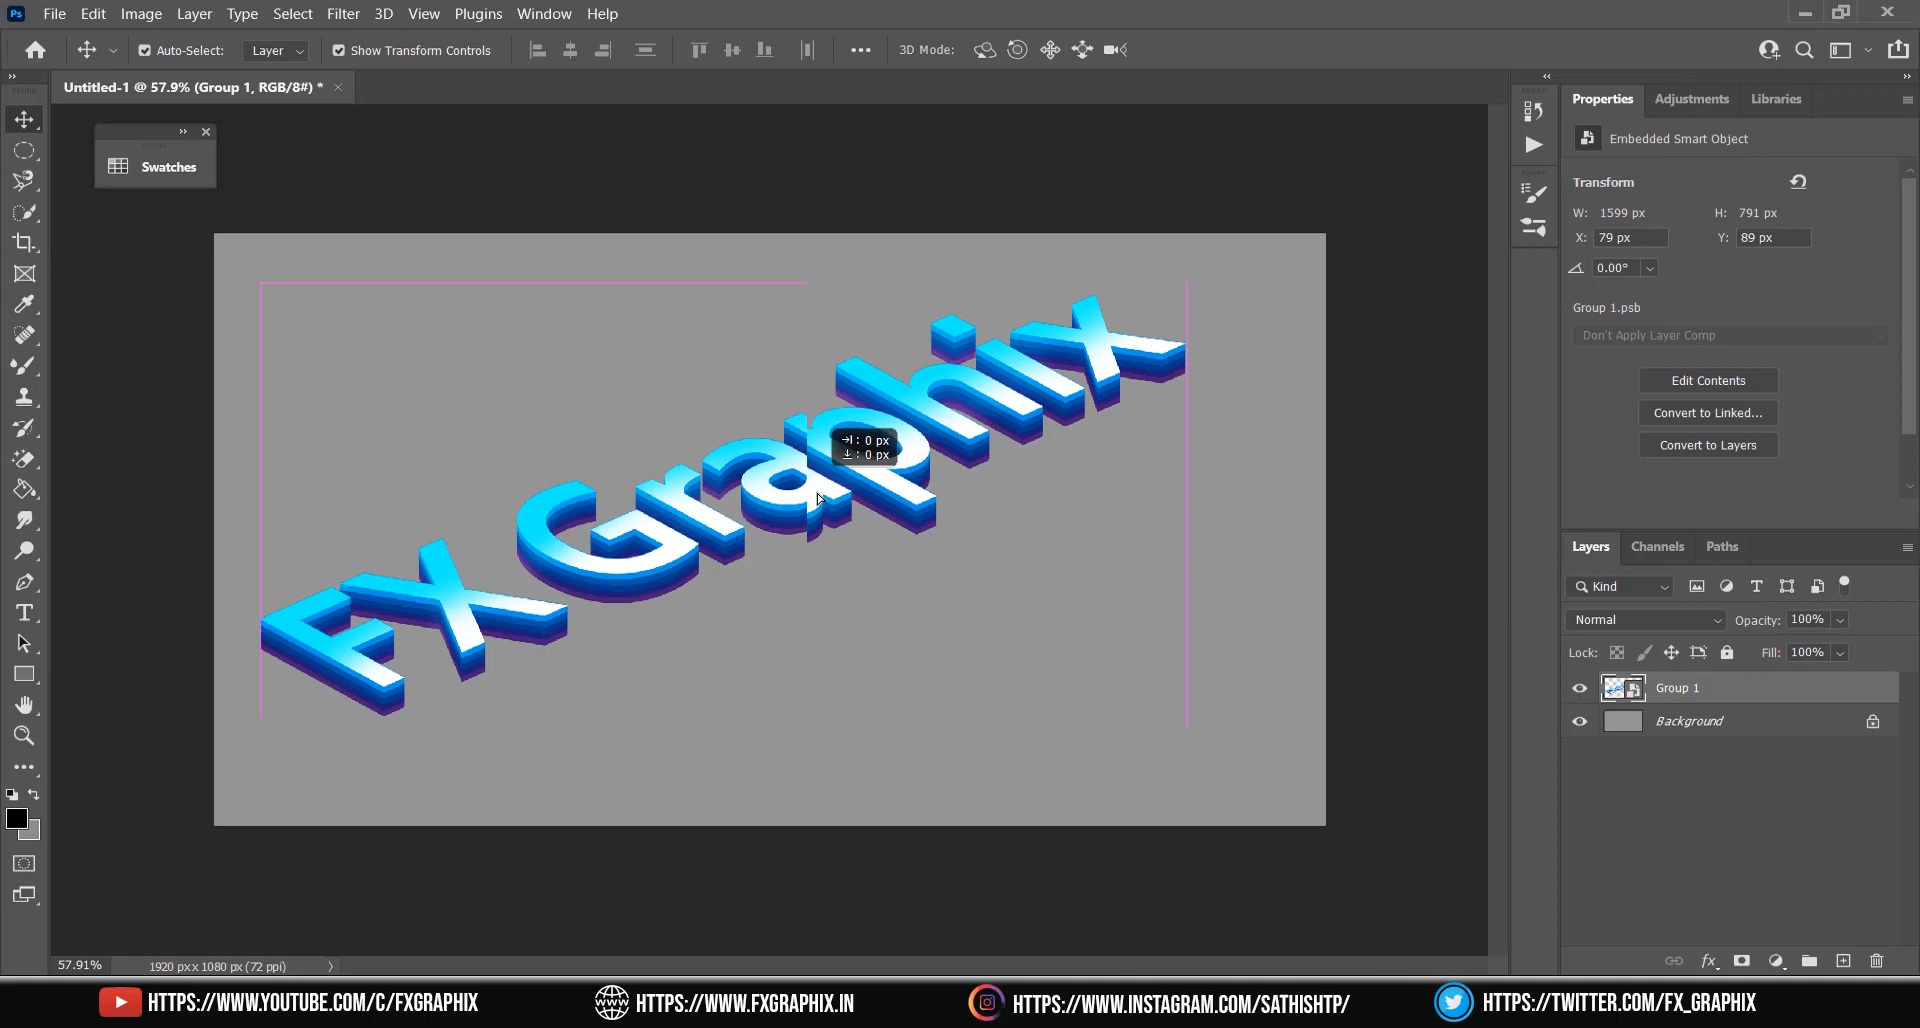 Ps File Edit Image Layer Type Select Filter 3D View Plugins Window Help
Auto-Select: Layer Show Transform Controls 3D Mode:
Untitled-1 @ 57.9% (Group 1, RGB/8#) *
Swatches
FX Graphix
: 0 px
: 0 px
Properties Adjustments Libraries
Embedded Smart Object
Transform
W: 1599 px H: 791 px
X: 79 px Y: 89 px
0.00°
Group 1.psb
Don't Apply Layer Comp
Edit Contents
Convert to Linked...
Convert to Layers
Layers Channels Paths
Kind
Normal Opacity: 100%
Lock: Fill: 100%
Group 1
Background
fx
57.91% 1920 px x 1080 px (72 ppi)
HTTPS://WWW.YOUTUBE.COM/C/FXGRAPHIX HTTPS://WWW.FXGRAPHIX.IN HTTPS://WWW.INSTAGRAM.COM/SATHISHTP/ HTTPS://TWITTER.COM/FX_GRAPHIX